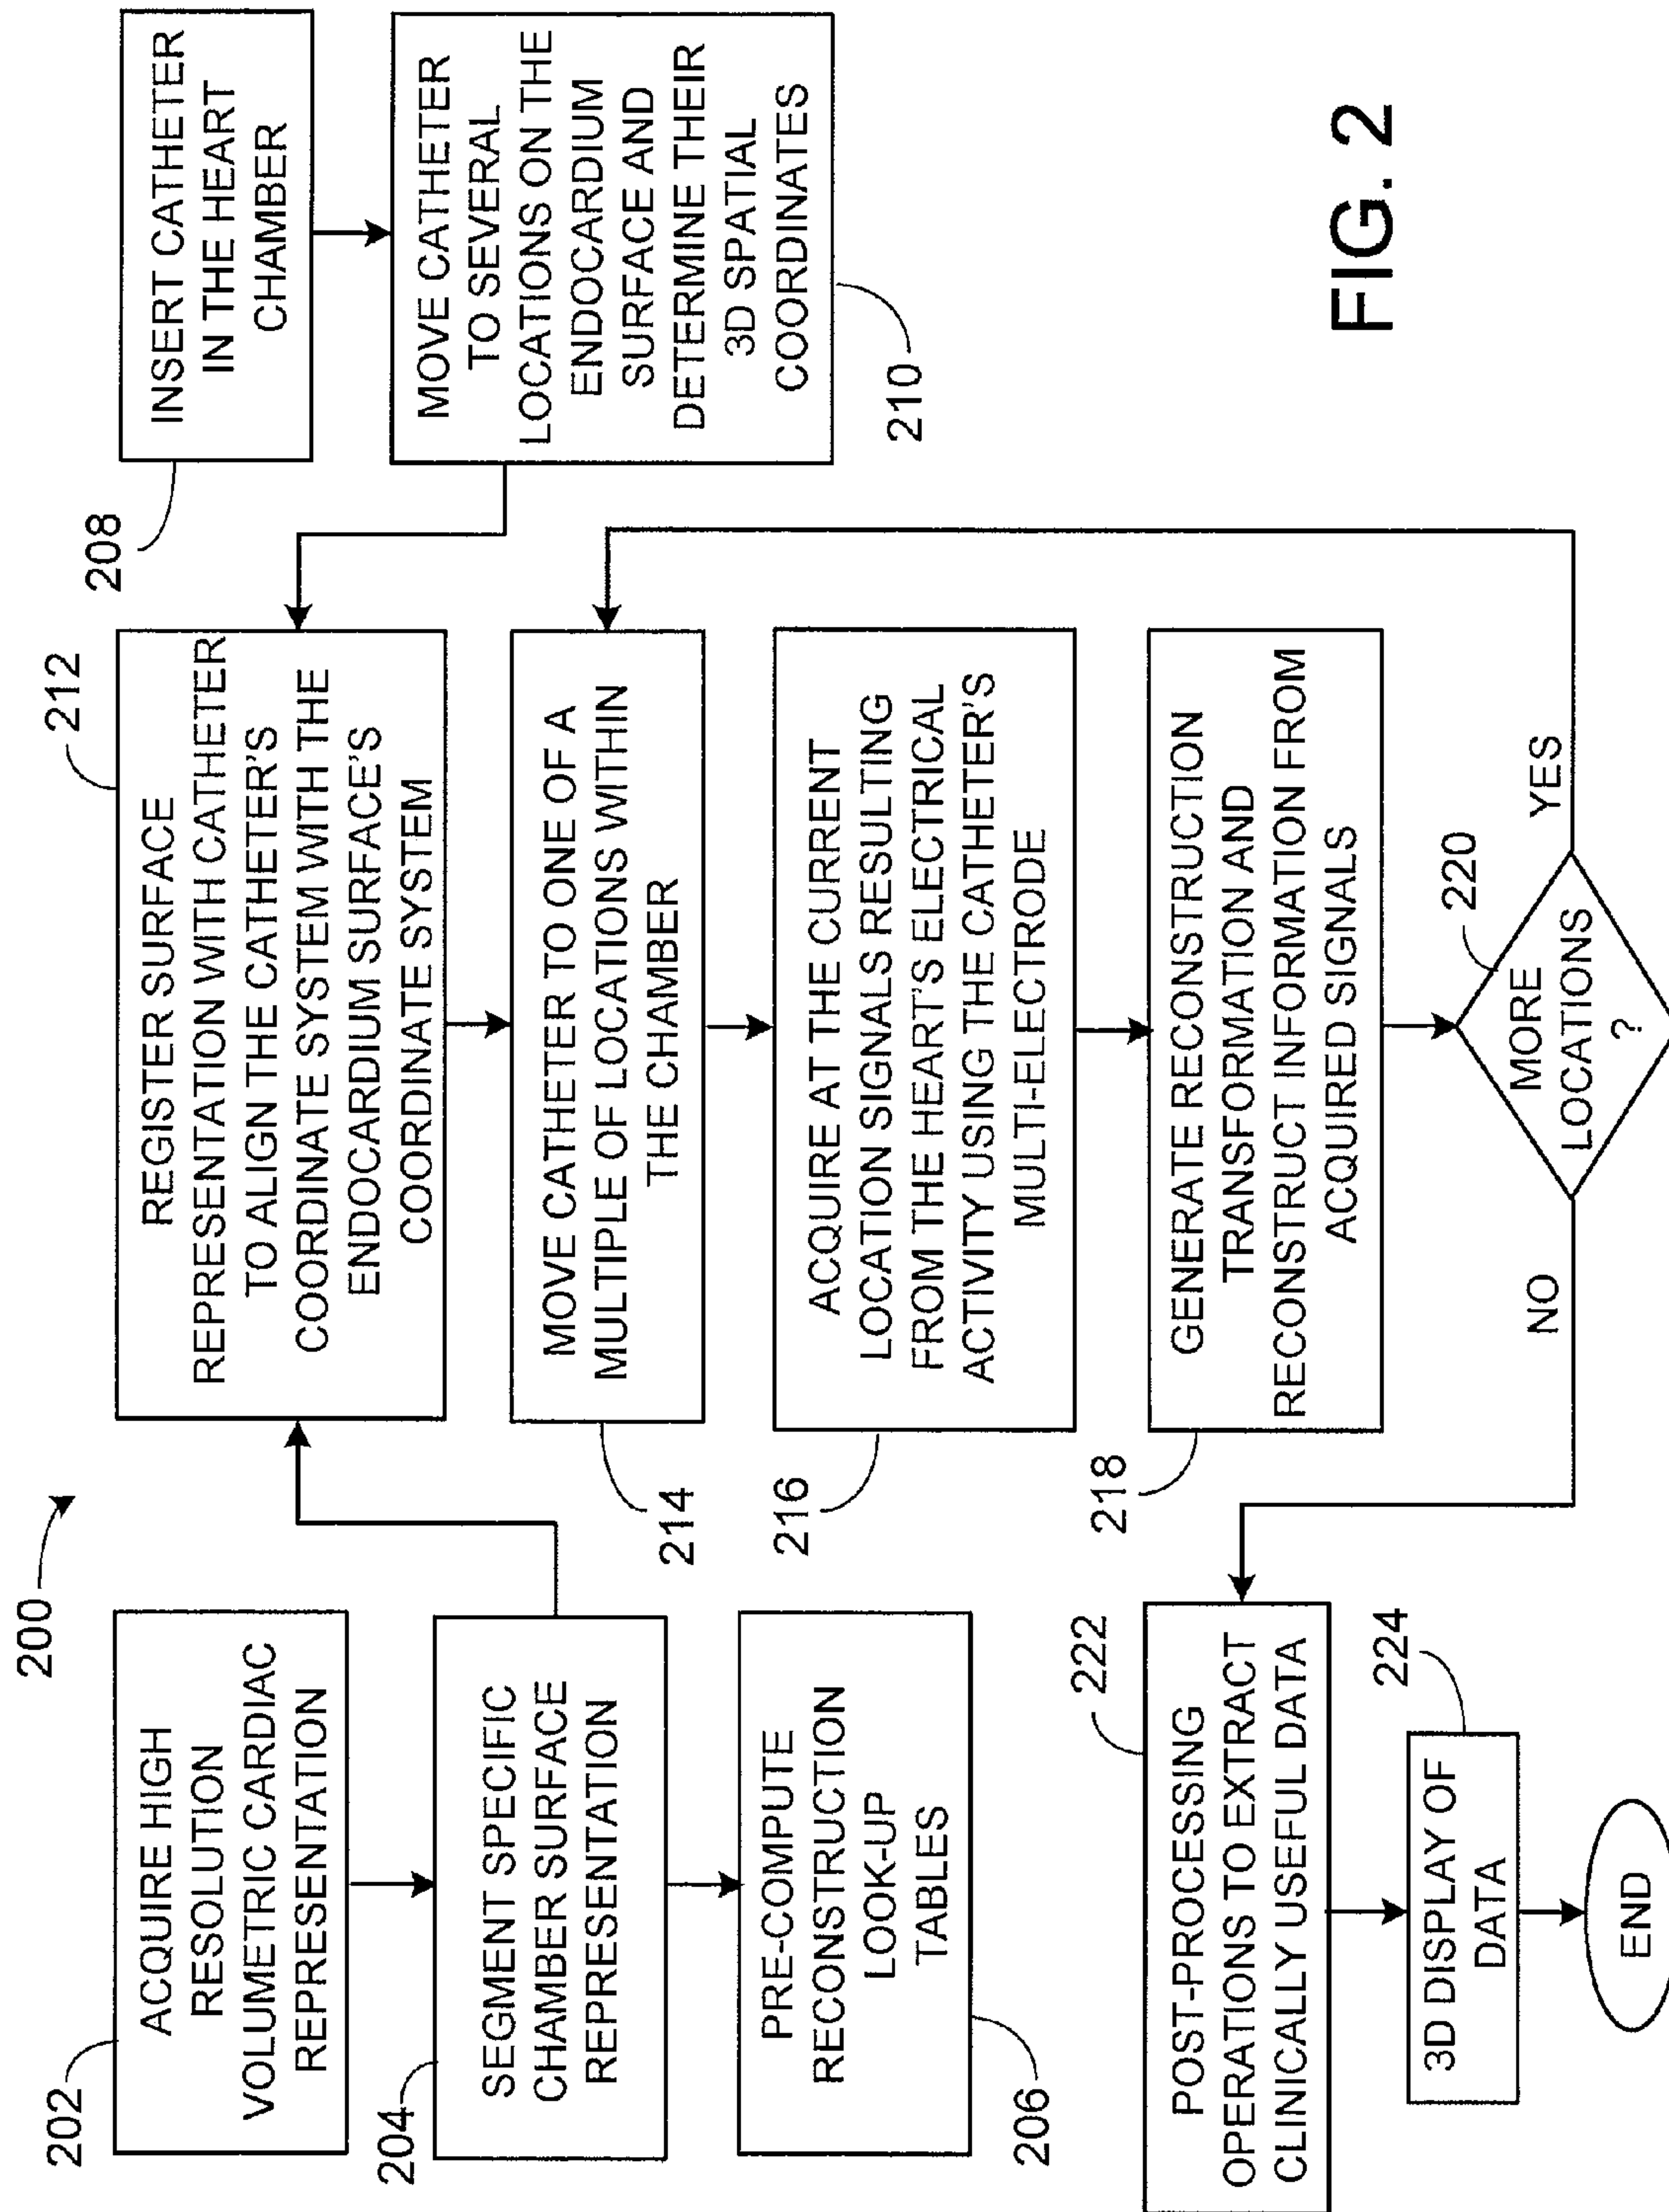 200
202
ACQUIRE HIGH
RESOLUTION
VOLUMETRIC CARDIAC
REPRESENTATION
204
SEGMENT SPECIFIC
CHAMBER SURFACE
REPRESENTATION
206
PRE-COMPUTE
RECONSTRUCTION
LOOK-UP
TABLES
208
INSERT CATHETER
IN THE HEART
CHAMBER
210
MOVE CATHETER
TO SEVERAL
LOCATIONS ON THE
ENDOCARDIUM
SURFACE AND
DETERMINE THEIR
3D SPATIAL
COORDINATES
212
REGISTER SURFACE
REPRESENTATION WITH CATHETER
TO ALIGN THE CATHETER'S
COORDINATE SYSTEM WITH THE
ENDOCARDIUM SURFACE'S
COORDINATE SYSTEM
214
MOVE CATHETER TO ONE OF A
MULTIPLE OF LOCATIONS WITHIN
THE CHAMBER
216
ACQUIRE AT THE CURRENT
LOCATION SIGNALS RESULTING
FROM THE HEART'S ELECTRICAL
ACTIVITY USING THE CATHETER'S
MULTI-ELECTRODE
218
GENERATE RECONSTRUCTION
TRANSFORMATION AND
RECONSTRUCT INFORMATION FROM
ACQUIRED SIGNALS
220
MORE
LOCATIONS
?
YES
NO
222
POST-PROCESSING
OPERATIONS TO EXTRACT
CLINICALLY USEFUL DATA
224
3D DISPLAY OF
DATA
END
FIG. 2